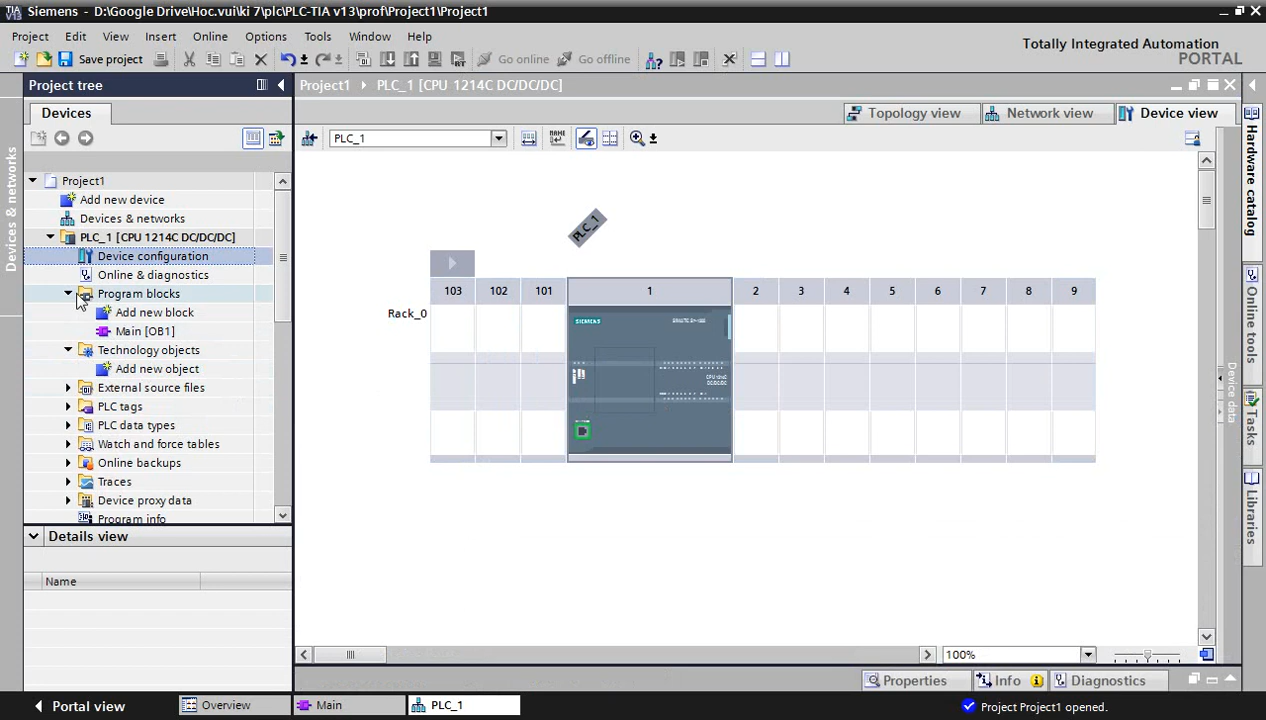 Siemens - D:\Google Drive\Hoc.vui\ki 7\plc\PLC-TIA v13\prof\Project1\Project1
Project Edit View Insert Online Options Tools Window Help
Totally Integrated Automation
PORTAL
Save project
Go online
Go offline
Project tree
Project1
PLC_1 [CPU 1214C DC/DC/DC]
Devices
Topology view
Network view
Device view
PLC_1
Project1
Add new device
Devices & networks
PLC_1 [CPU 1214C DC/DC/DC]
Device configuration
Online & diagnostics
Program blocks
Add new block
Main [OB1]
Technology objects
Add new object
External source files
PLC tags
PLC data types
Watch and force tables
Online backups
Traces
Device proxy data
Program info
Details view
Name
Devices & networks
PLC_1
103 102 101 1 2 3 4 5 6 7 8 9
Rack_0
SIEMENS
CPU 1214C
DC/DC/DC
100%
Properties
Info
Diagnostics
Hardware catalog
Online tools
Tasks
Libraries
Device data
Portal view
Overview
Main
PLC_1
Project Project1 opened.